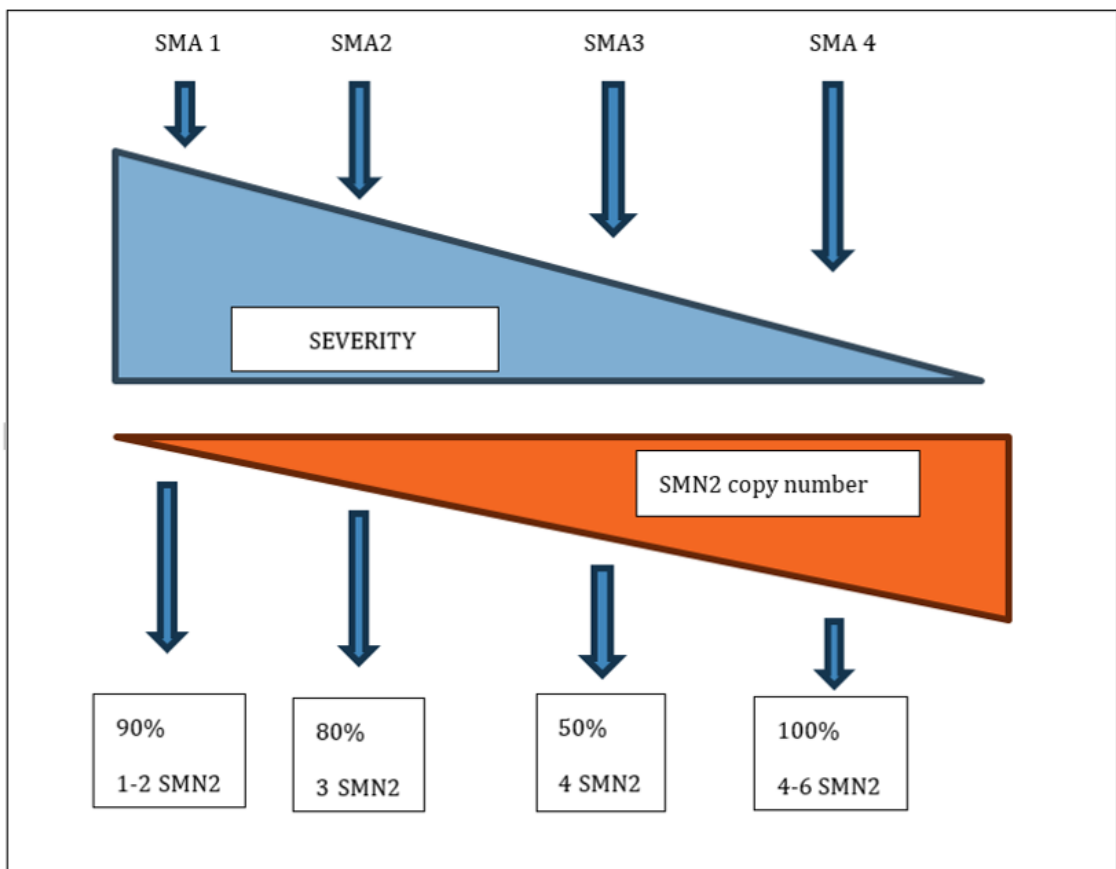 SMA 1
SMA2
SMA3
SMA 4
SEVERITY
SMN2 copy number
90%
1-2 SMN2
80%
3 SMN2
50%
4 SMN2
100%
4-6 SMN2